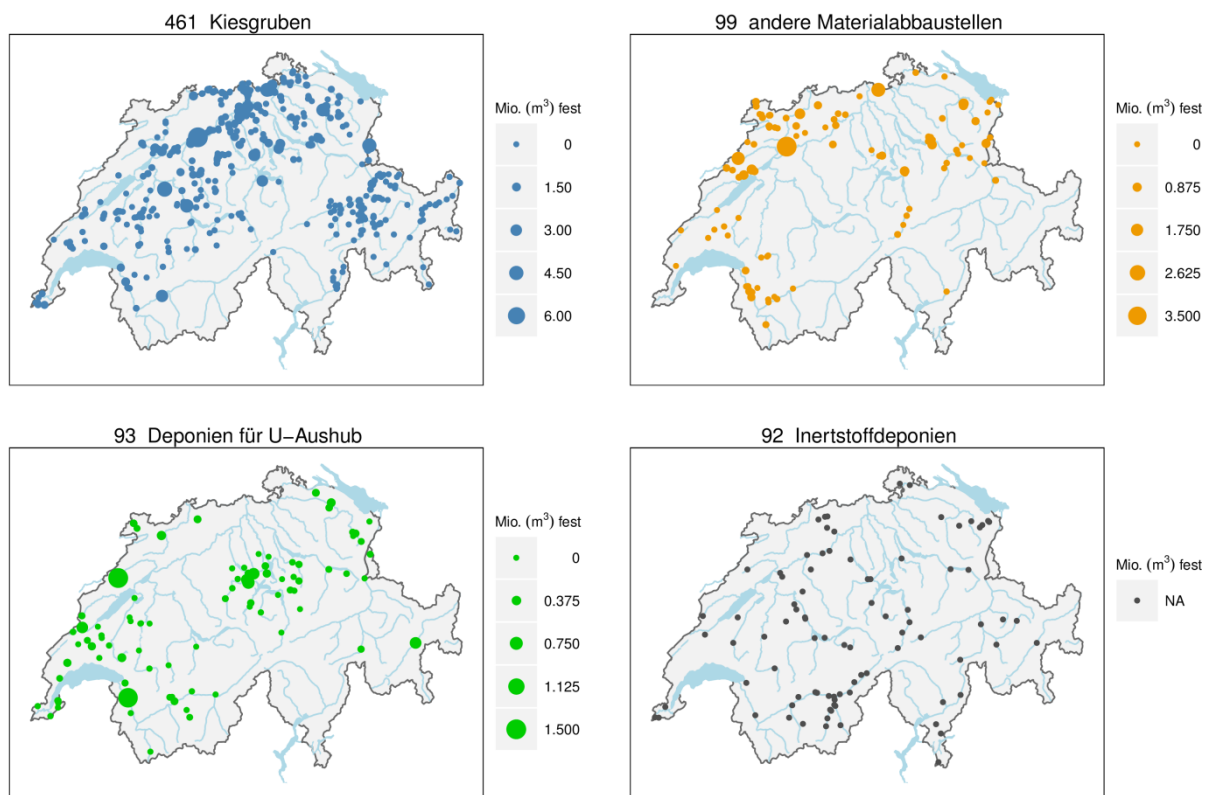 461 Kiesgruben
Mio. (m³) fest
0
1.50
3.00
4.50
6.00
99 andere Materialabbaustellen
Mio. (m³) fest
0
0.875
1.750
2.625
3.500
93 Deponien für U−Aushub
Mio. (m³) fest
0
0.375
0.750
1.125
1.500
92 Inertstoffdeponien
Mio. (m³) fest
NA